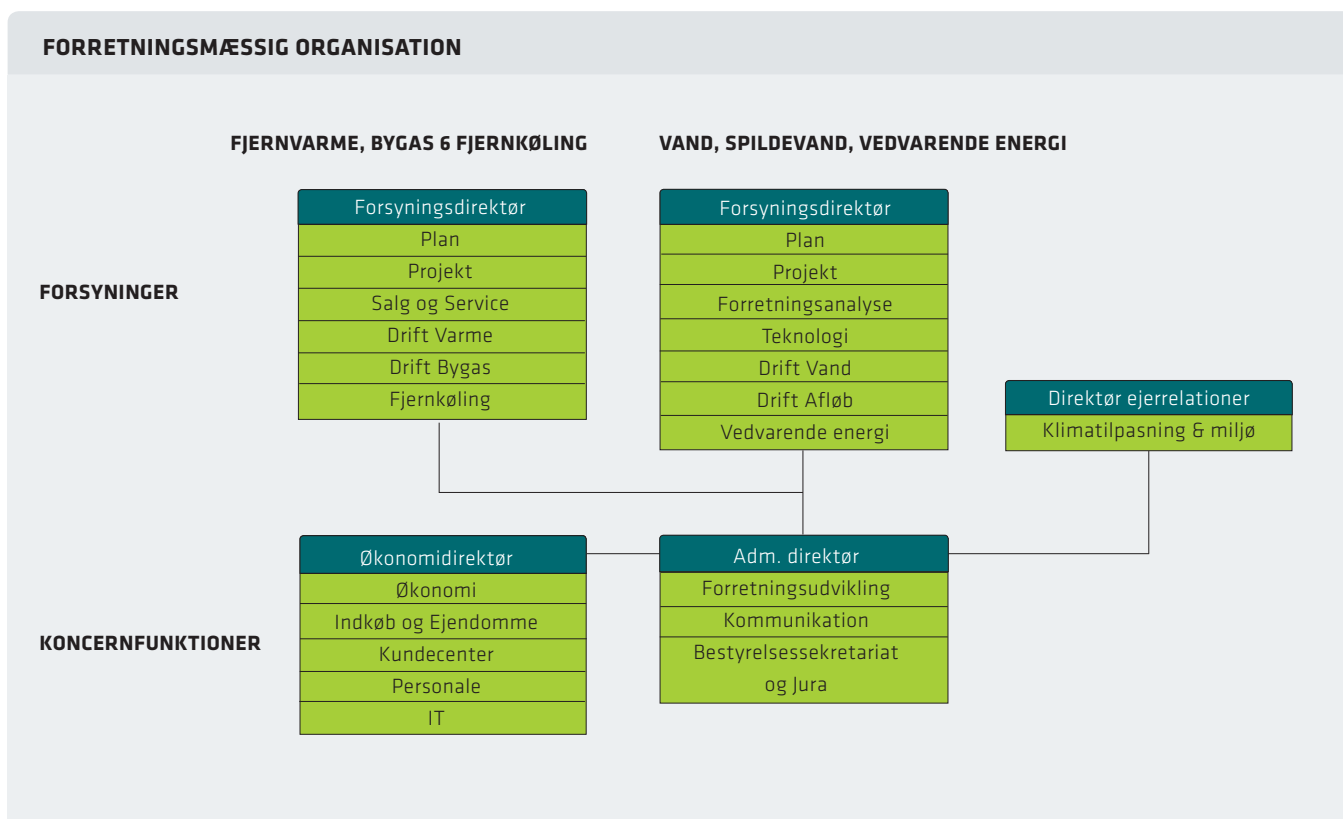 FORRETNINGSMÆSSIG ORGANISATION
FJERNVARME, BYGAS 6 FJERNKØLING
VAND, SPILDEVAND, VEDVARENDE ENERGI
FORSYNINGER
Forsyningsdirektør
Plan
Projekt
Salg og Service
Drift Varme
Drift Bygas
Fjernkøling
Forsyningsdirektør
Plan
Projekt
Forretningsanalyse
Teknologi
Drift Vand
Drift Afløb
Vedvarende energi
Direktør ejerrelationer
Klimatilpasning & miljø
KONCERNFUNKTIONER
Økonomidirektør
Økonomi
Indkøb og Ejendomme
Kundecenter
Personale
IT
Adm. direktør
Forretningsudvikling
Kommunikation
Bestyrelsessekretariat
og Jura